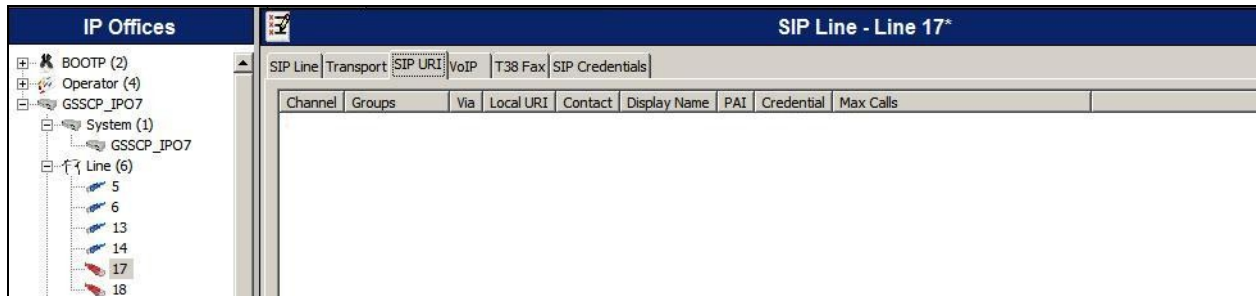 IP Offices
BOOTP (2)
Operator (4)
GSSCP_IPO7
System (1)
GSSCP_IPO7
Line (6)
5
6
13
14
17
18
SIP Line - Line 17*
SIP Line Transport SIP URI VoIP T38 Fax SIP Credentials
Channel Groups Via Local URI Contact Display Name PAI Credential Max Calls